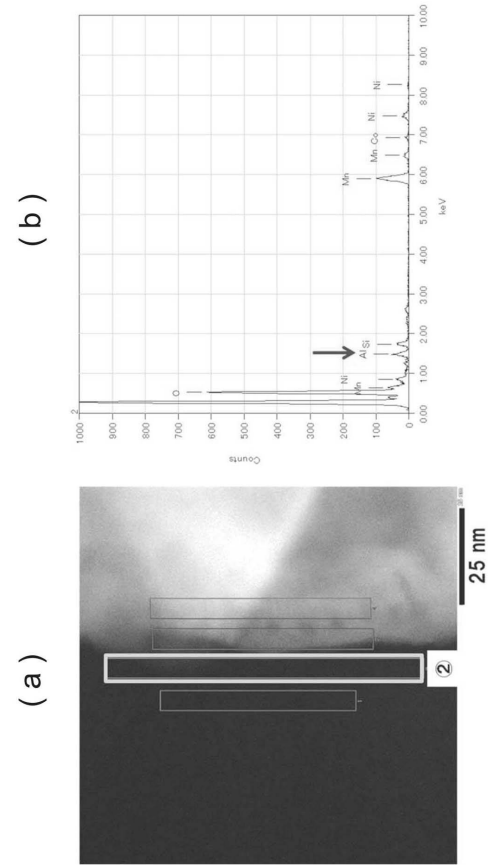 ( a )
②
25 nm
( b )
2
1000
900
800
700
600
500
400
300
200
100
0
Counts
O
Mn
Ni
Al Si
Mn
Mn Co
Ni
Ni
0.00 1.00 2.00 3.00 4.00 5.00 6.00 7.00 8.00 9.00 10.00
keV